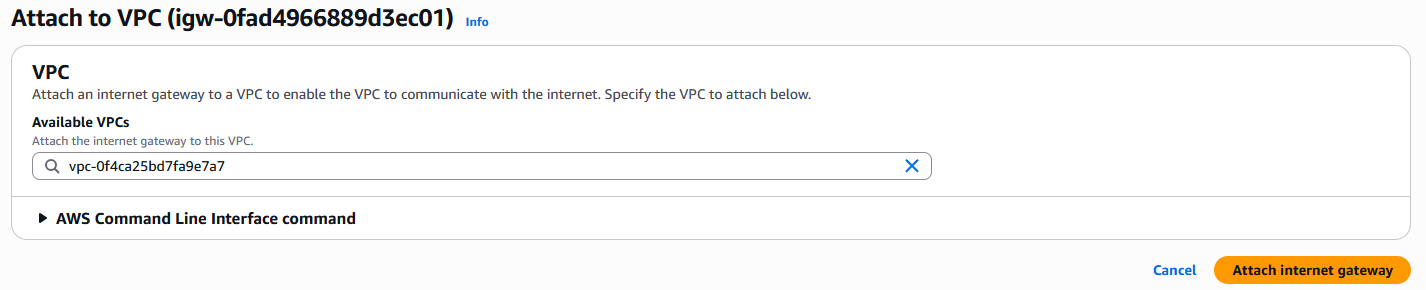 Attach to VPC (igw-0fad4966889d3ec01) Info
VPC
Attach an internet gateway to a VPC to enable the VPC to communicate with the internet. Specify the VPC to attach below.
Available VPCs
Attach the internet gateway to this VPC.
vpc-0f4ca25bd7fa9e7a7
AWS Command Line Interface command
Cancel Attach internet gateway